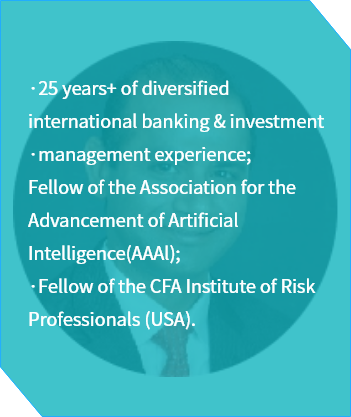 ·25 years+ of diversified
international banking & investment
·management experience;
Fellow of the Association for the
Advancement of Artificial
Intelligence(AAAl);
·Fellow of the CFA Institute of Risk
Professionals (USA).